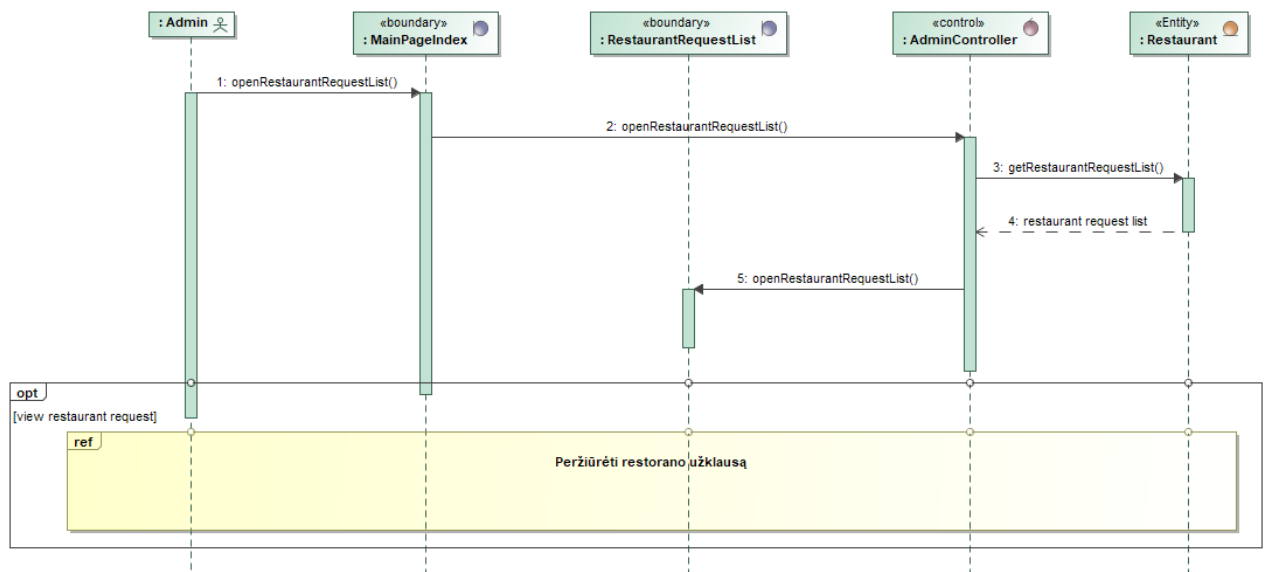 : Admin
«boundary»
: MainPageIndex
«boundary»
: RestaurantRequestList
«control»
: AdminController
«Entity»
: Restaurant
1: openRestaurantRequestList()
2: openRestaurantRequestList()
3: getRestaurantRequestList()
4: restaurant request list
5: openRestaurantRequestList()
opt
[view restaurant request]
ref
Peržiūrėti restorano užklausą